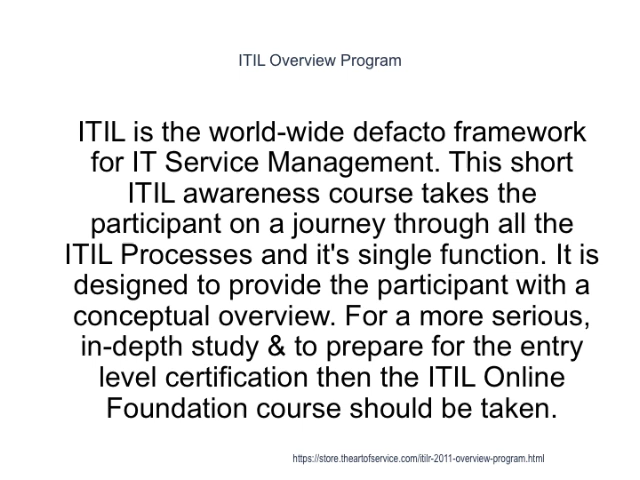 ITIL Overview Program
ITIL is the world-wide defacto framework
for IT Service Management. This short
ITIL awareness course takes the
participant on a journey through all the
ITIL Processes and it's single function. It is
designed to provide the participant with a
conceptual overview. For a more serious,
in-depth study & to prepare for the entry
level certification then the ITIL Online
Foundation course should be taken.
https://store.theartofservice.com/itilr-2011-overview-program.html